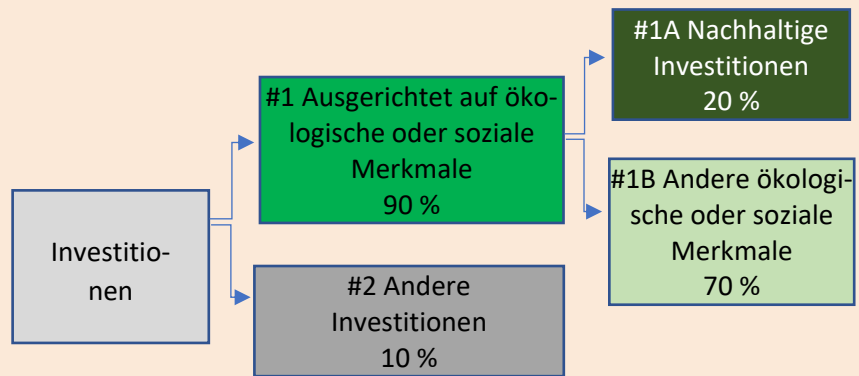 Investitio-
nen
#1 Ausgerichtet auf öko-
logische oder soziale
Merkmale
90 %
#2 Andere
Investitionen
10 %
#1A Nachhaltige
Investitionen
20 %
#1B Andere ökologi-
sche oder soziale
Merkmale
70 %